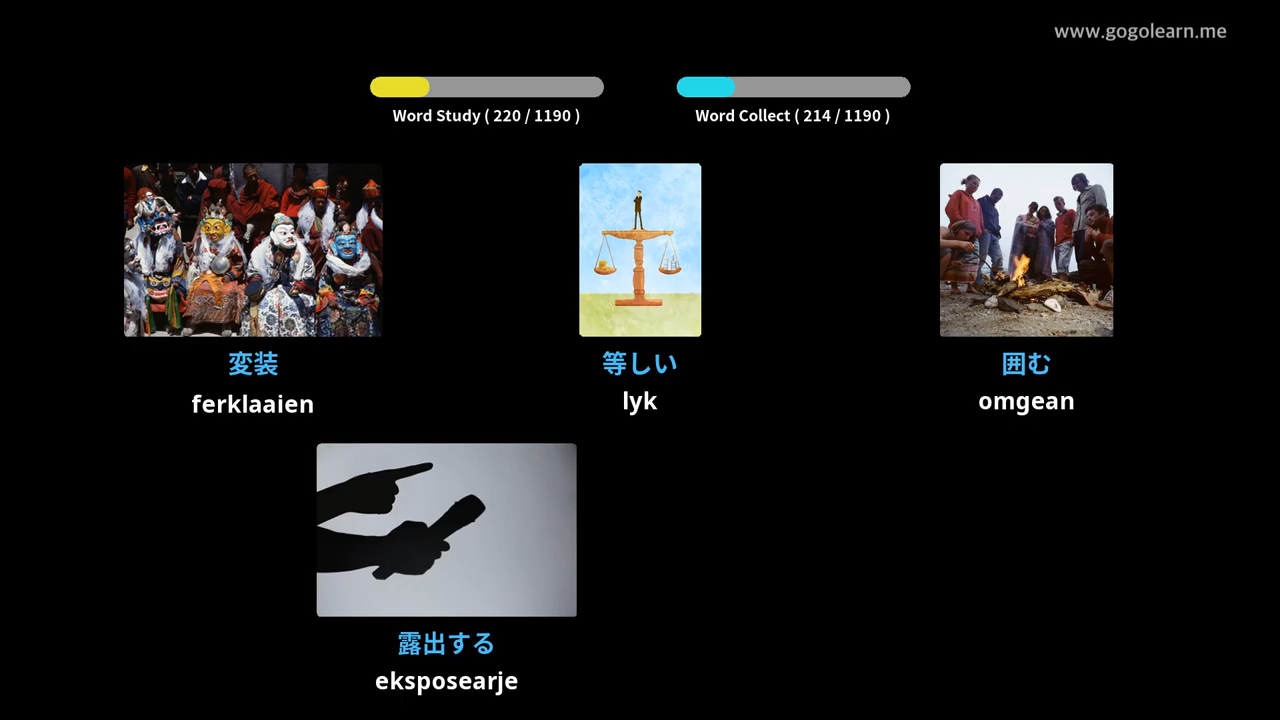 www.gogolearn.me
Word Study ( 220 / 1190 )
Word Collect ( 214 / 1190 )
変装
ferklaaien
等しい
lyk
囲む
omgean
露出する
eksposearje